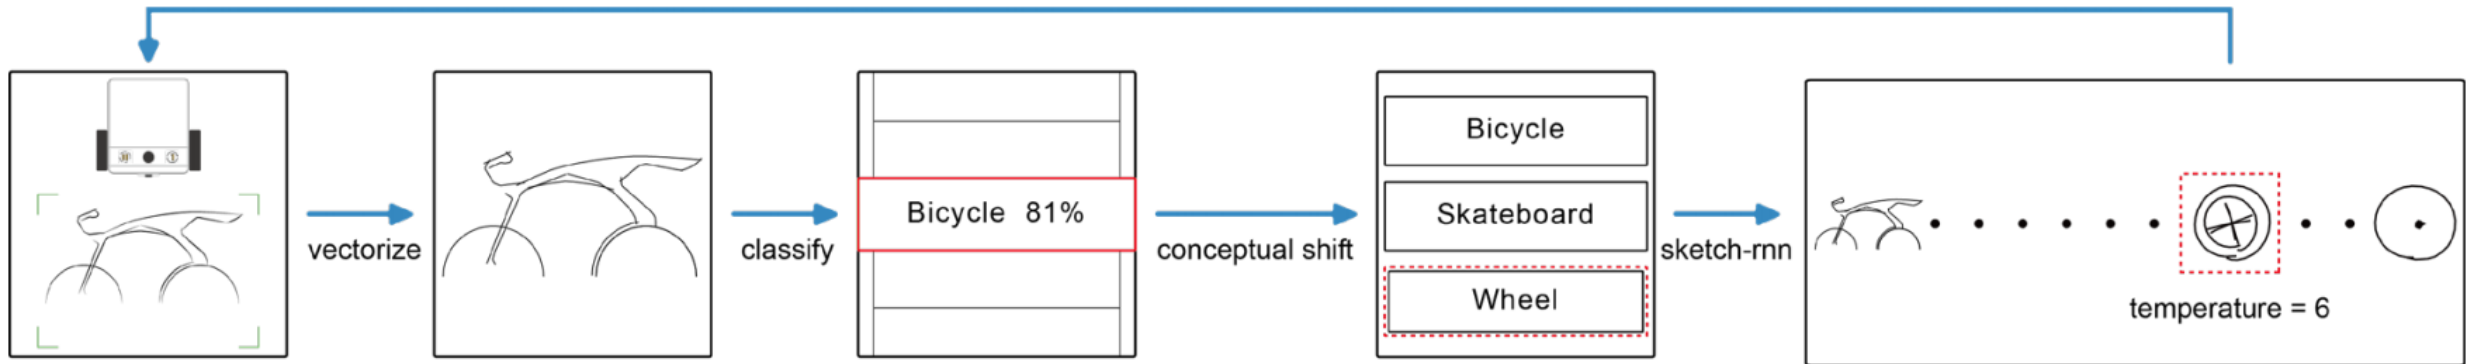 vectorize
classify
Bicycle 81%
conceptual shift
Bicycle
Skateboard
Wheel
sketch-rnn
temperature = 6